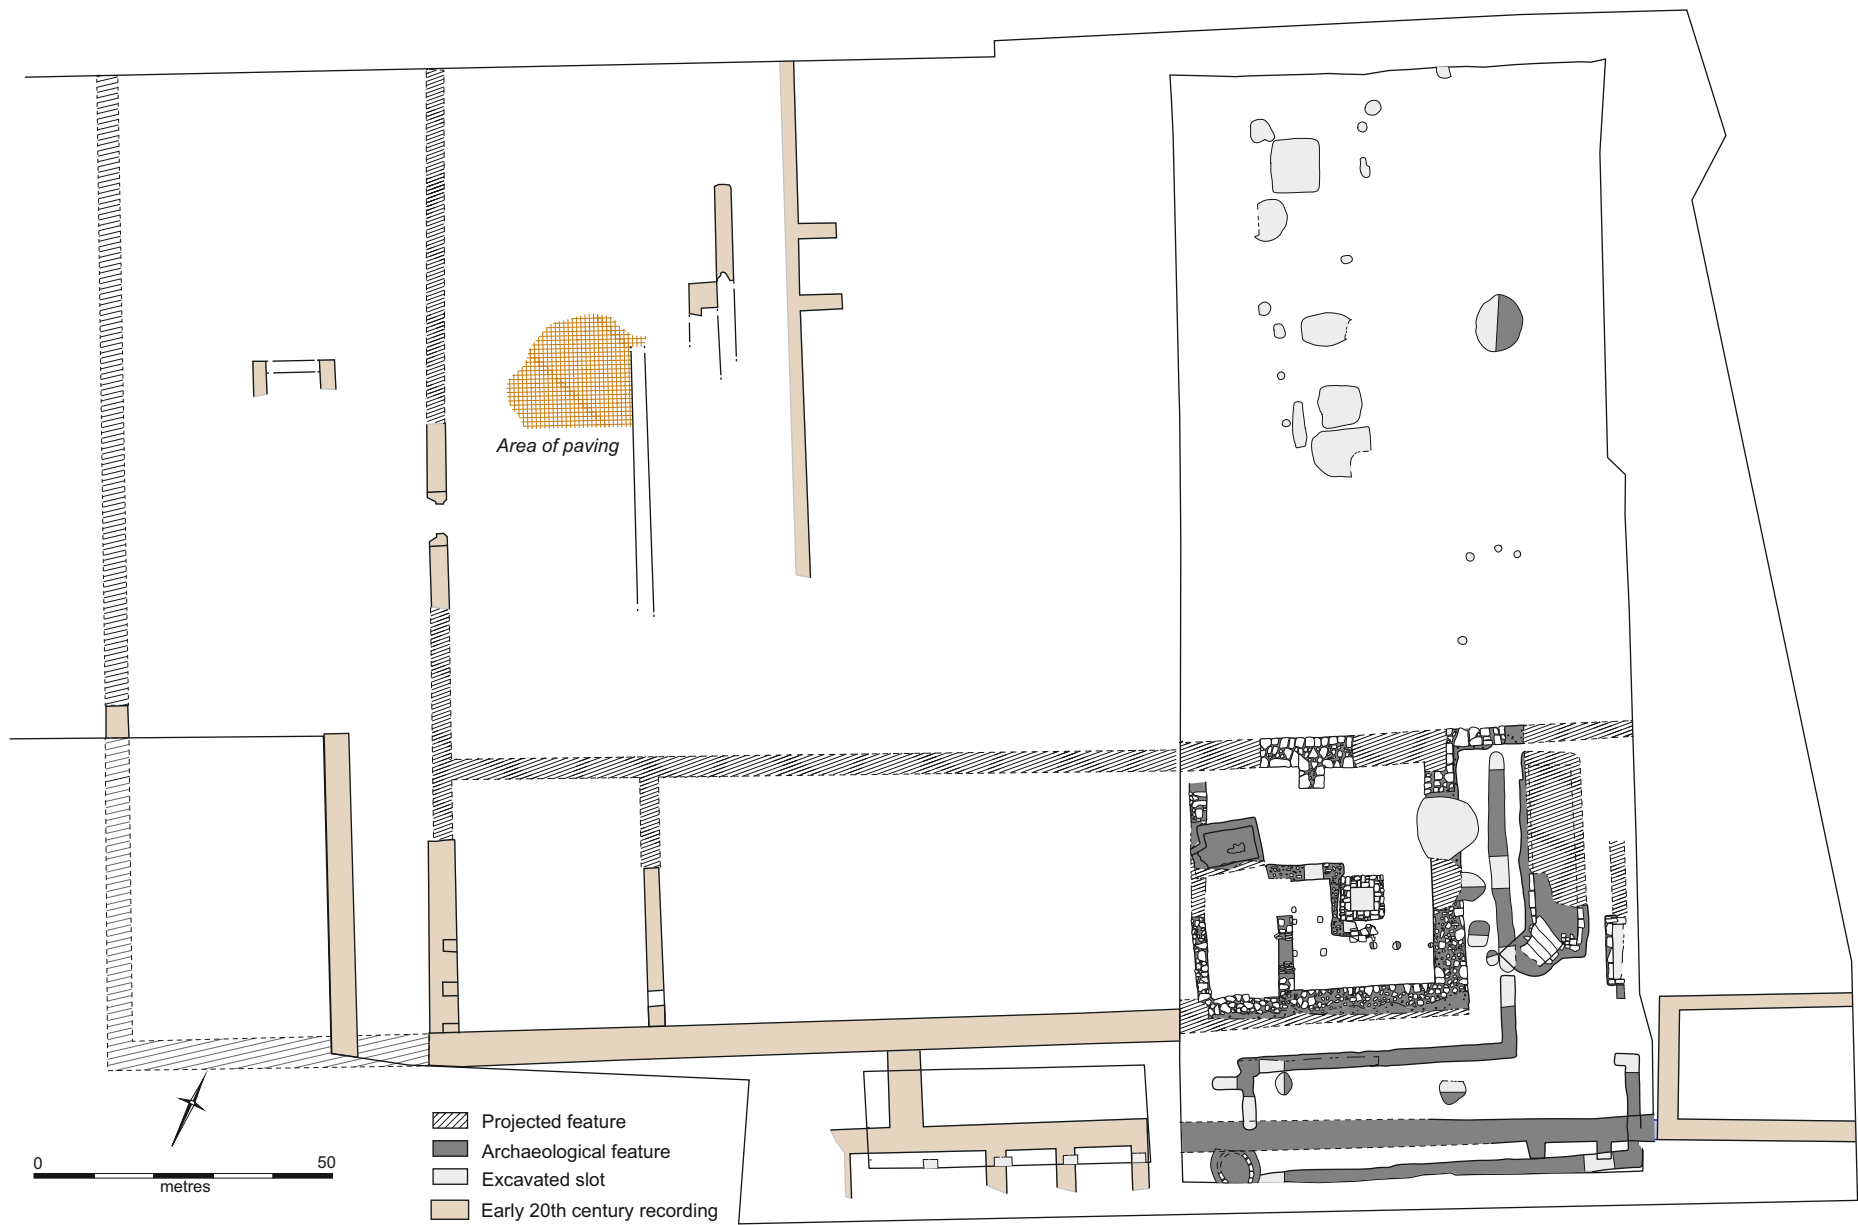 Area of paving
0 50
metres
Projected feature
Archaeological feature
Excavated slot
Early 20th century recording